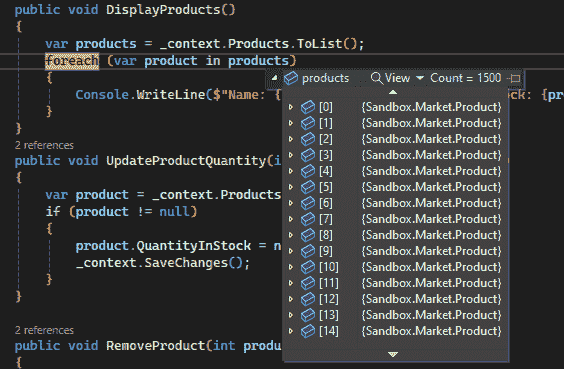 public void DisplayProducts()
{
var products = _context.Products.ToList();
foreach (var product in products)
{
products View Count = 1500
Console.WriteLine($"Name: { ock: {pro
}
}
[0] {Sandbox.Market.Product}
[1] {Sandbox.Market.Product}
[2] {Sandbox.Market.Product}
2 references
[3] {Sandbox.Market.Product}
public void UpdateProductQuantity(i
[4] {Sandbox.Market.Product}
{
[5] {Sandbox.Market.Product}
var product = _context.Products
[6] {Sandbox.Market.Product}
if (product != null)
[7] {Sandbox.Market.Product}
{
[8] {Sandbox.Market.Product}
product.QuantityInStock = n
[9] {Sandbox.Market.Product}
_context.SaveChanges();
[10] {Sandbox.Market.Product}
}
[11] {Sandbox.Market.Product}
}
[12] {Sandbox.Market.Product}
[13] {Sandbox.Market.Product}
2 references
[14] {Sandbox.Market.Product}
public void RemoveProduct(int produ
{